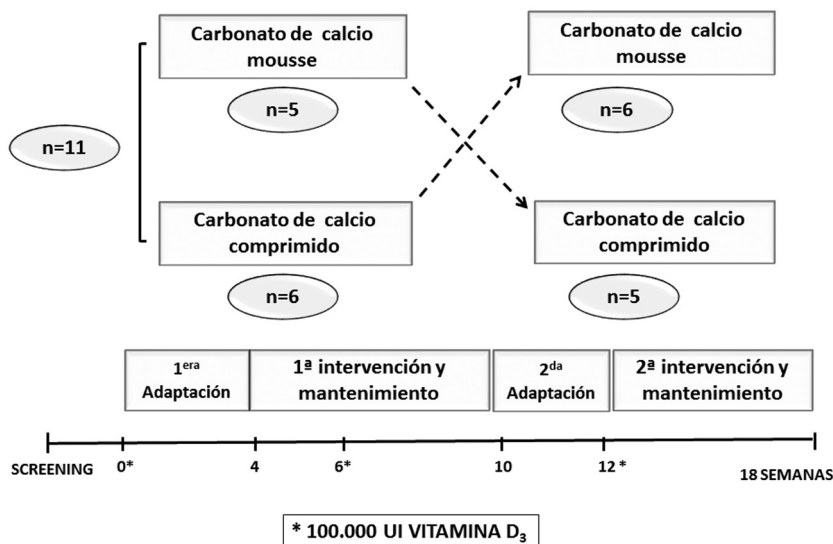 Carbonato de calcio
mousse
n=5
Carbonato de calcio
mousse
n=6
n=11
Carbonato de calcio
comprimido
n=6
Carbonato de calcio
comprimido
n=5
1era
Adaptación
1ª intervención y
mantenimiento
2da
Adaptación
2ª intervención y
mantenimiento
SCREENING 0* 4 6* 10 12 * 18 SEMANAS
* 100.000 UI VITAMINA D3